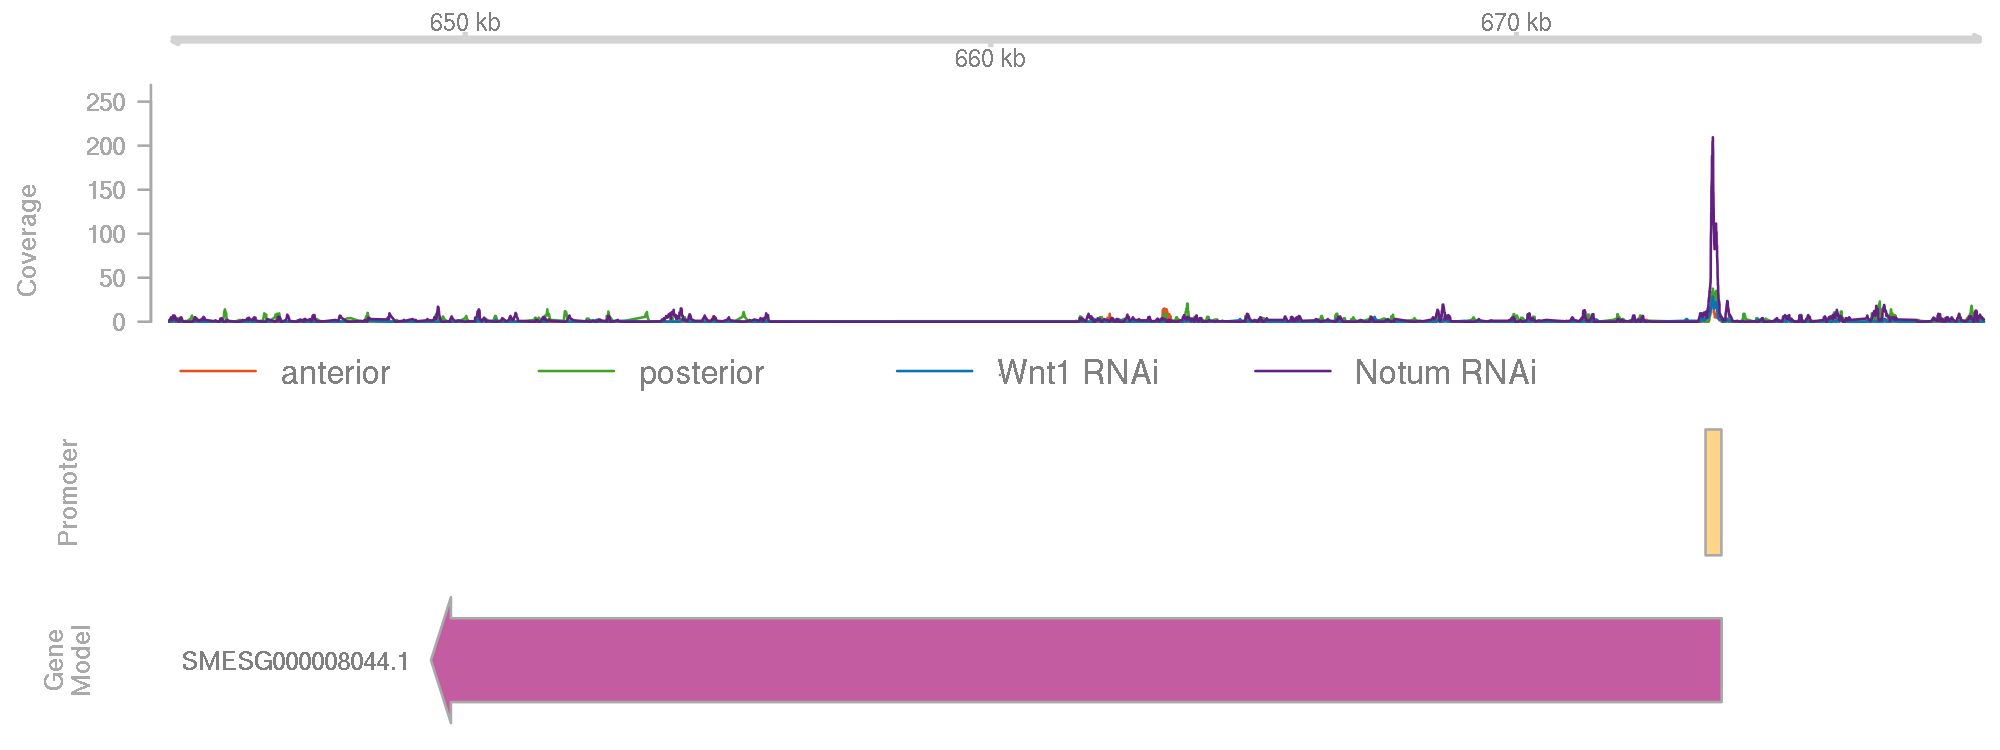 650 kb
670 kb
660 kb
250
200
150
100
50
0
Coverage
anterior
posterior
Wnt1 RNAi
Notum RNAi
Promoter
Gene
Model
SMESG000008044.1